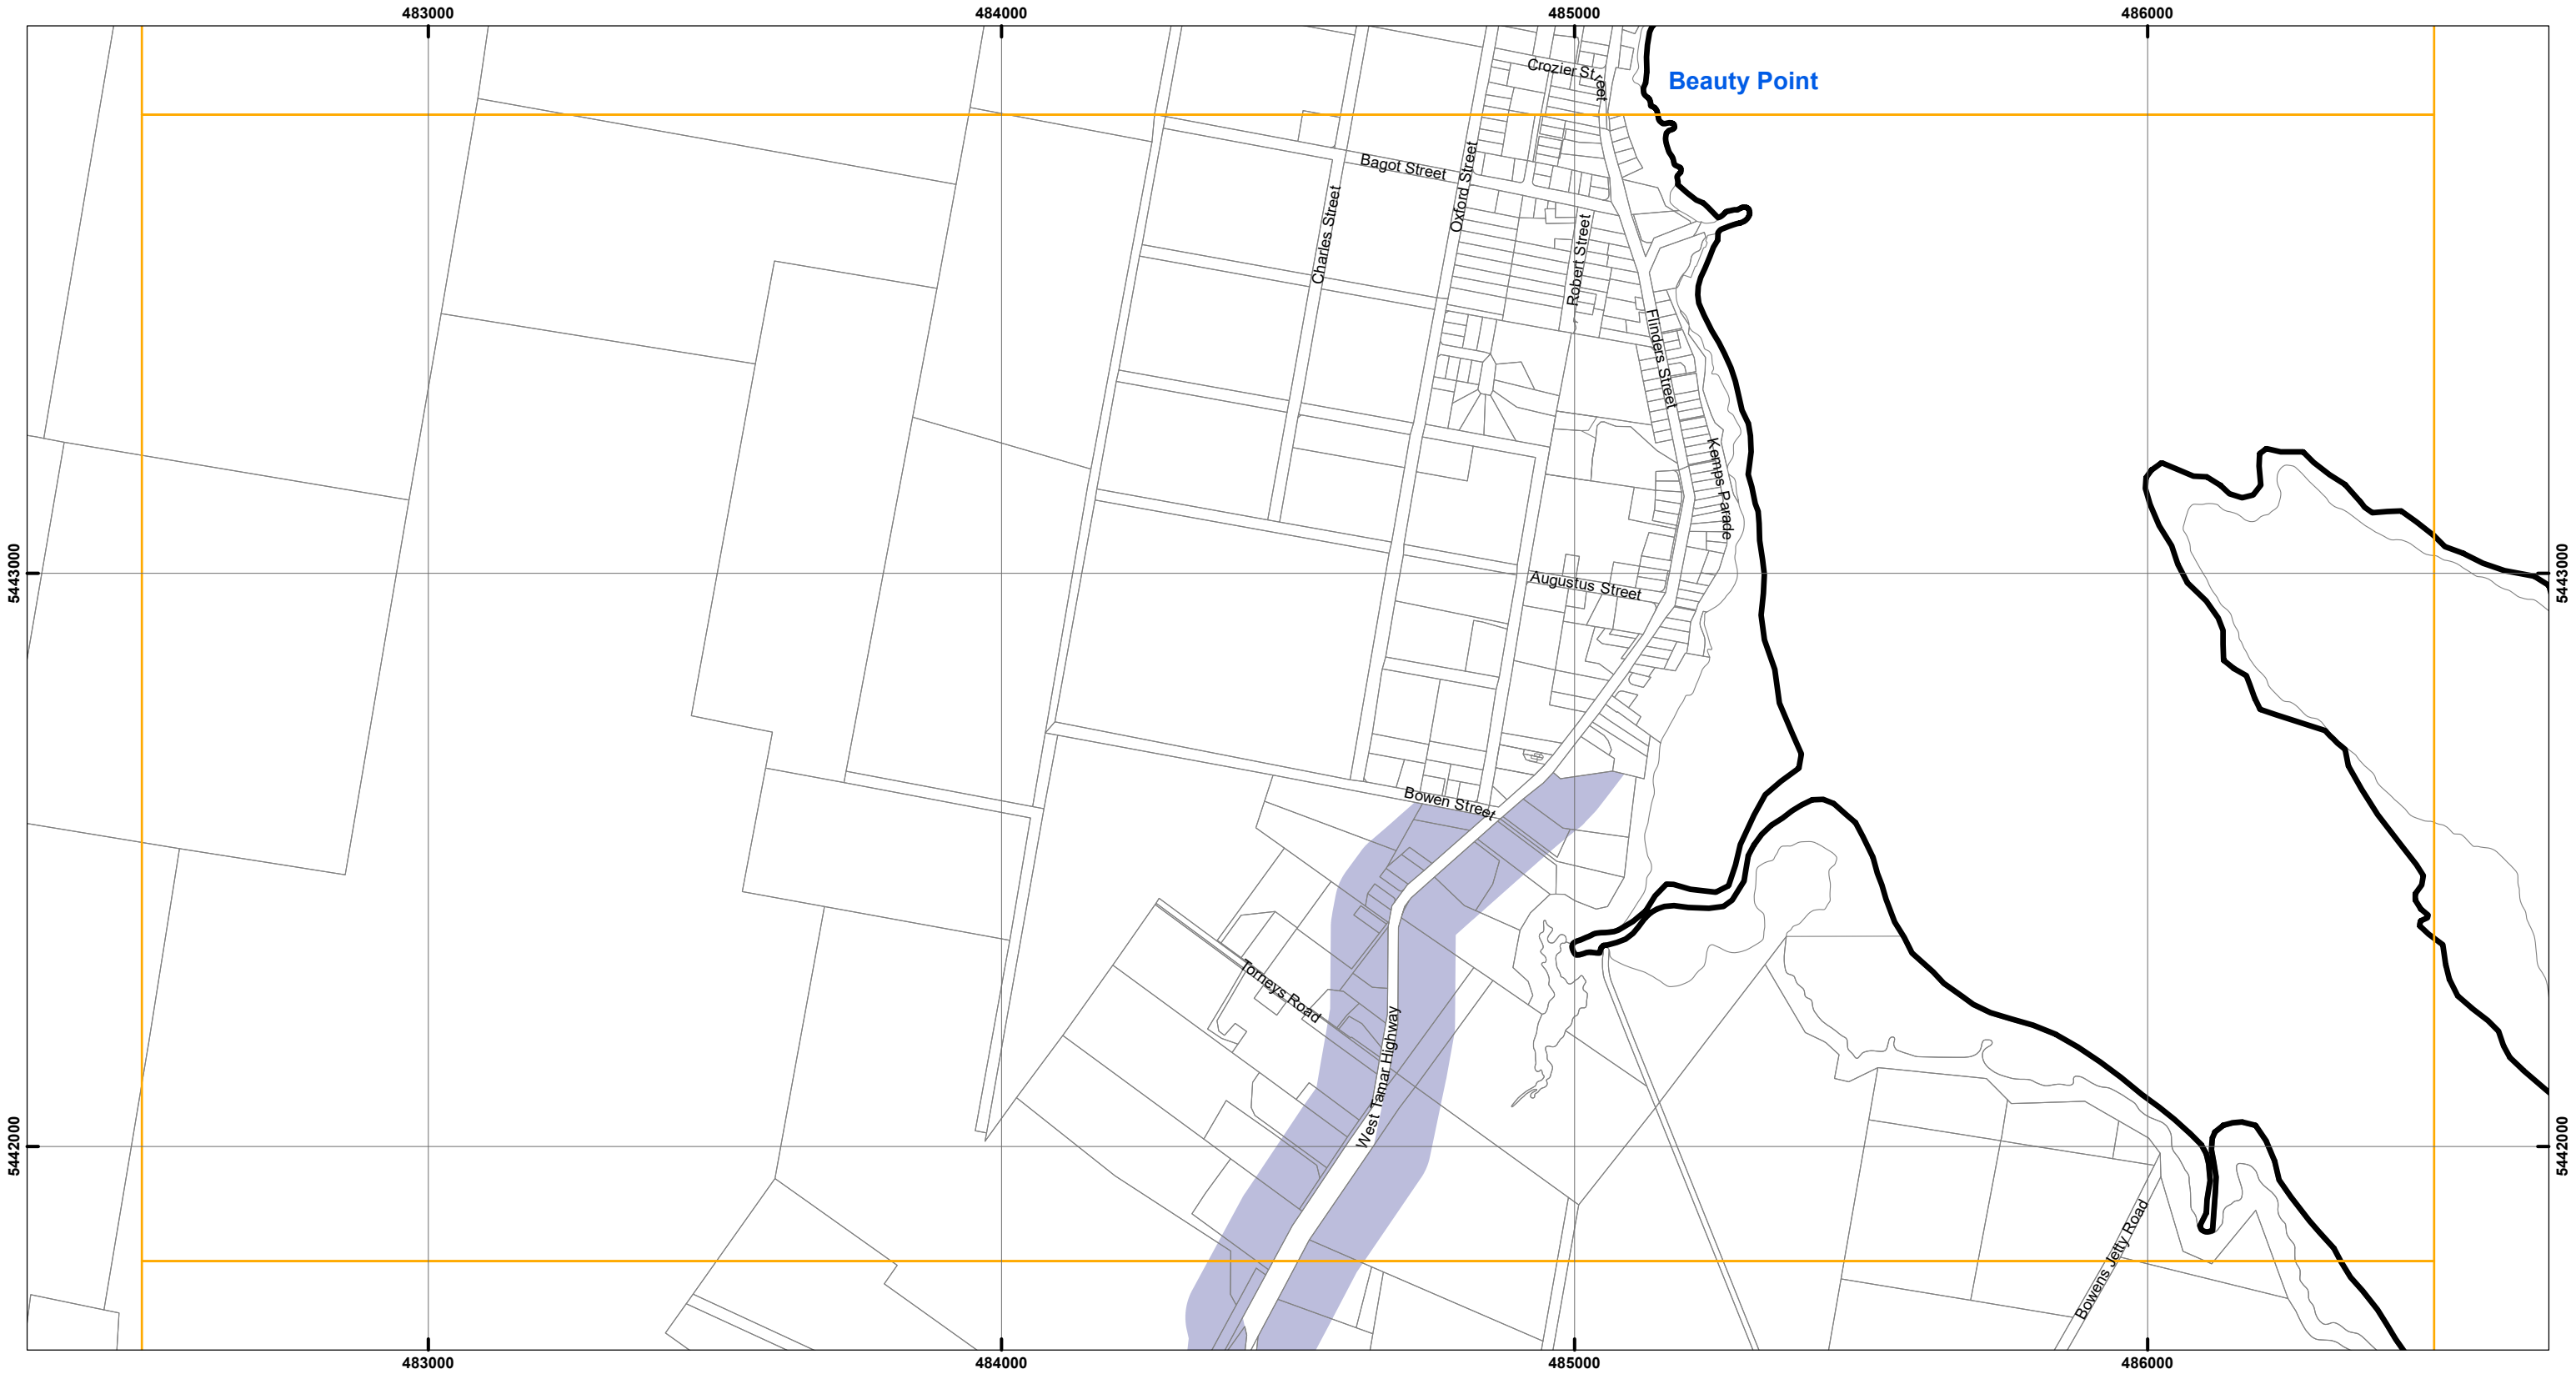 483000
484000
485000
486000
Crozier Street
Beauty Point
Bagot Street
Oxford Street
Charles Street
Robert Street
Flinders Street
Kemps Parade
5443000
5443000
Augustus Street
Bowen Street
Torneys Road
West Tamar Highway
5442000
5442000
Bowens Jetty Road
483000
484000
485000
486000